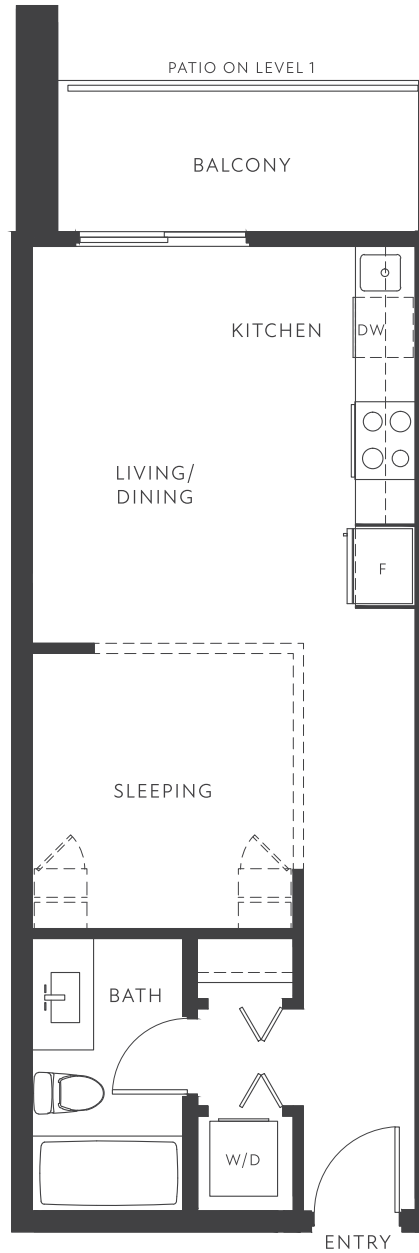 PATIO ON LEVEL 1
BALCONY
KITCHEN
DW
LIVING/
DINING
F
SLEEPING
BATH
W/D
ENTRY